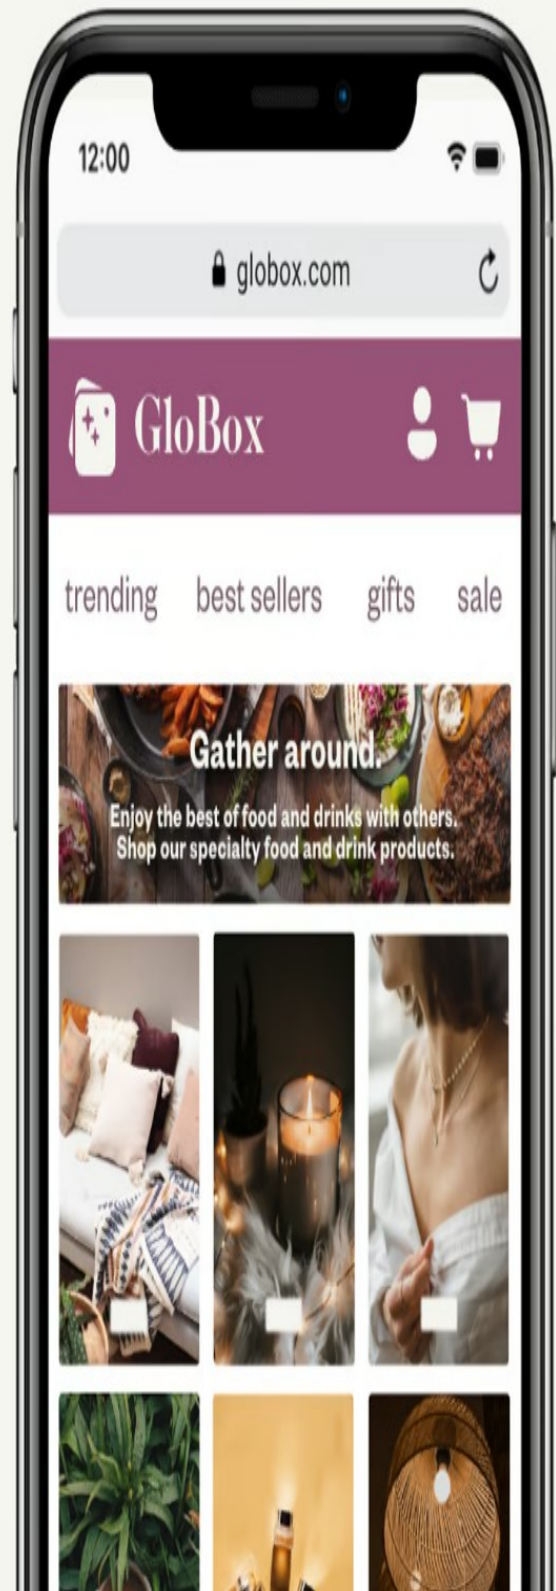 12:00
globox.com
GloBox
trending best sellers gifts sale
Gather around.
Enjoy the best of food and drinks with others.
Shop our specialty food and drink products.